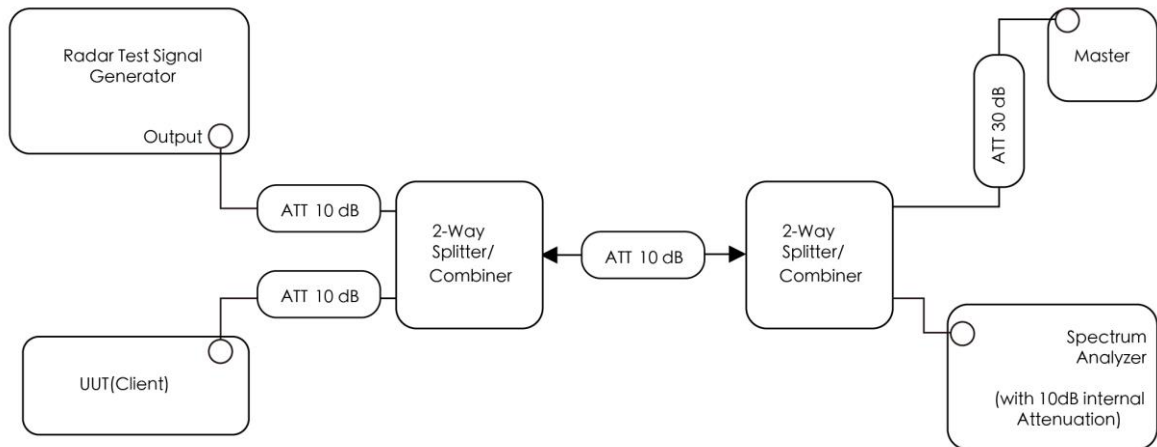 Radar Test Signal
Generator
Output
ATT 10 dB
UUT(Client)
ATT 10 dB
2-Way
Splitter/
Combiner
ATT 10 dB
2-Way
Splitter/
Combiner
ATT 30 dB
Master
Spectrum
Analyzer
(with 10dB internal
Attenuation)